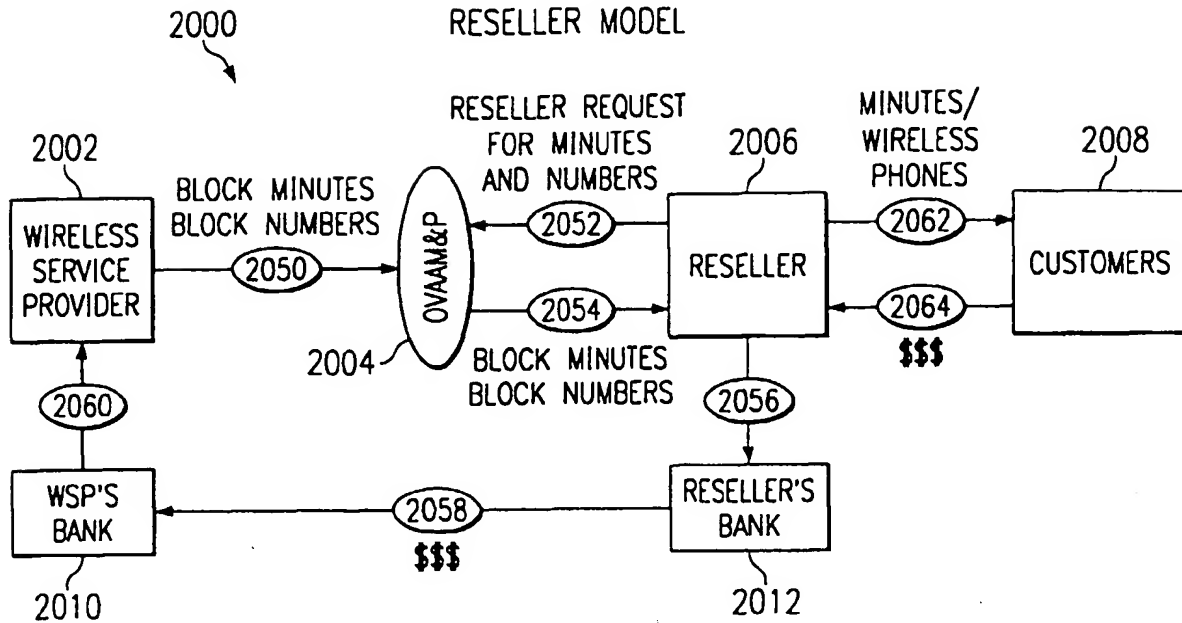 RESELLER MODEL
2000
RESELLER REQUEST
FOR MINUTES
AND NUMBERS
MINUTES/
WIRELESS
PHONES
2002
2006
2008
BLOCK MINUTES
BLOCK NUMBERS
WIRELESS
SERVICE
PROVIDER
2050
OVAAM&P
2004
2052
2054
BLOCK MINUTES
BLOCK NUMBERS
RESELLER
2062
2064
$$$
CUSTOMERS
2060
2056
WSP'S
BANK
2058
$$$
RESELLER'S
BANK
2010
2012